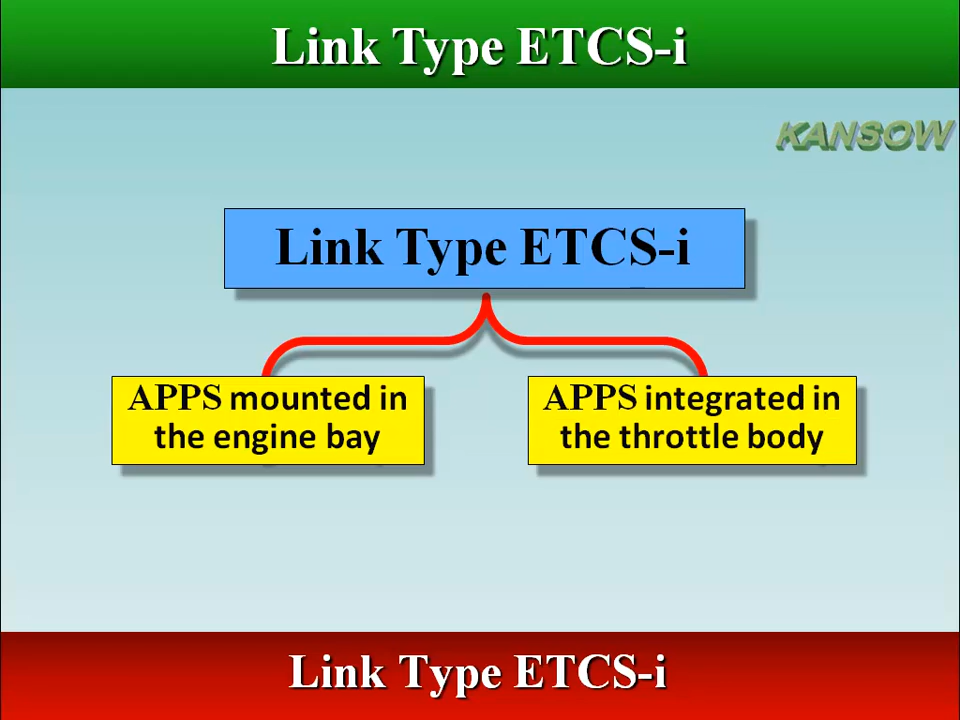 Link Type ETCS-i
KANSOW
Link Type ETCS-i
APPS mounted in
the engine bay
APPS integrated in
the throttle body
Link Type ETCS-i